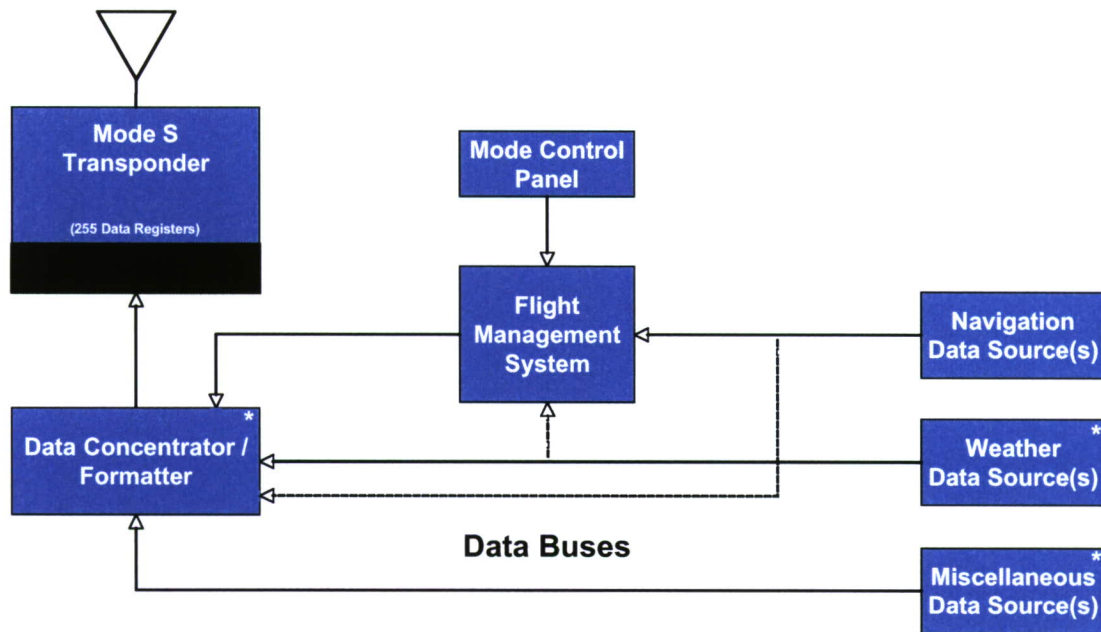 Mode S
Transponder
(255 Data Registers)
Mode Control
Panel
Flight
Management
System
Navigation
Data Source(s)
*
Data Concentrator /
Formatter
*
Weather
Data Source(s)
Data Buses
*
Miscellaneous
Data Source(s)